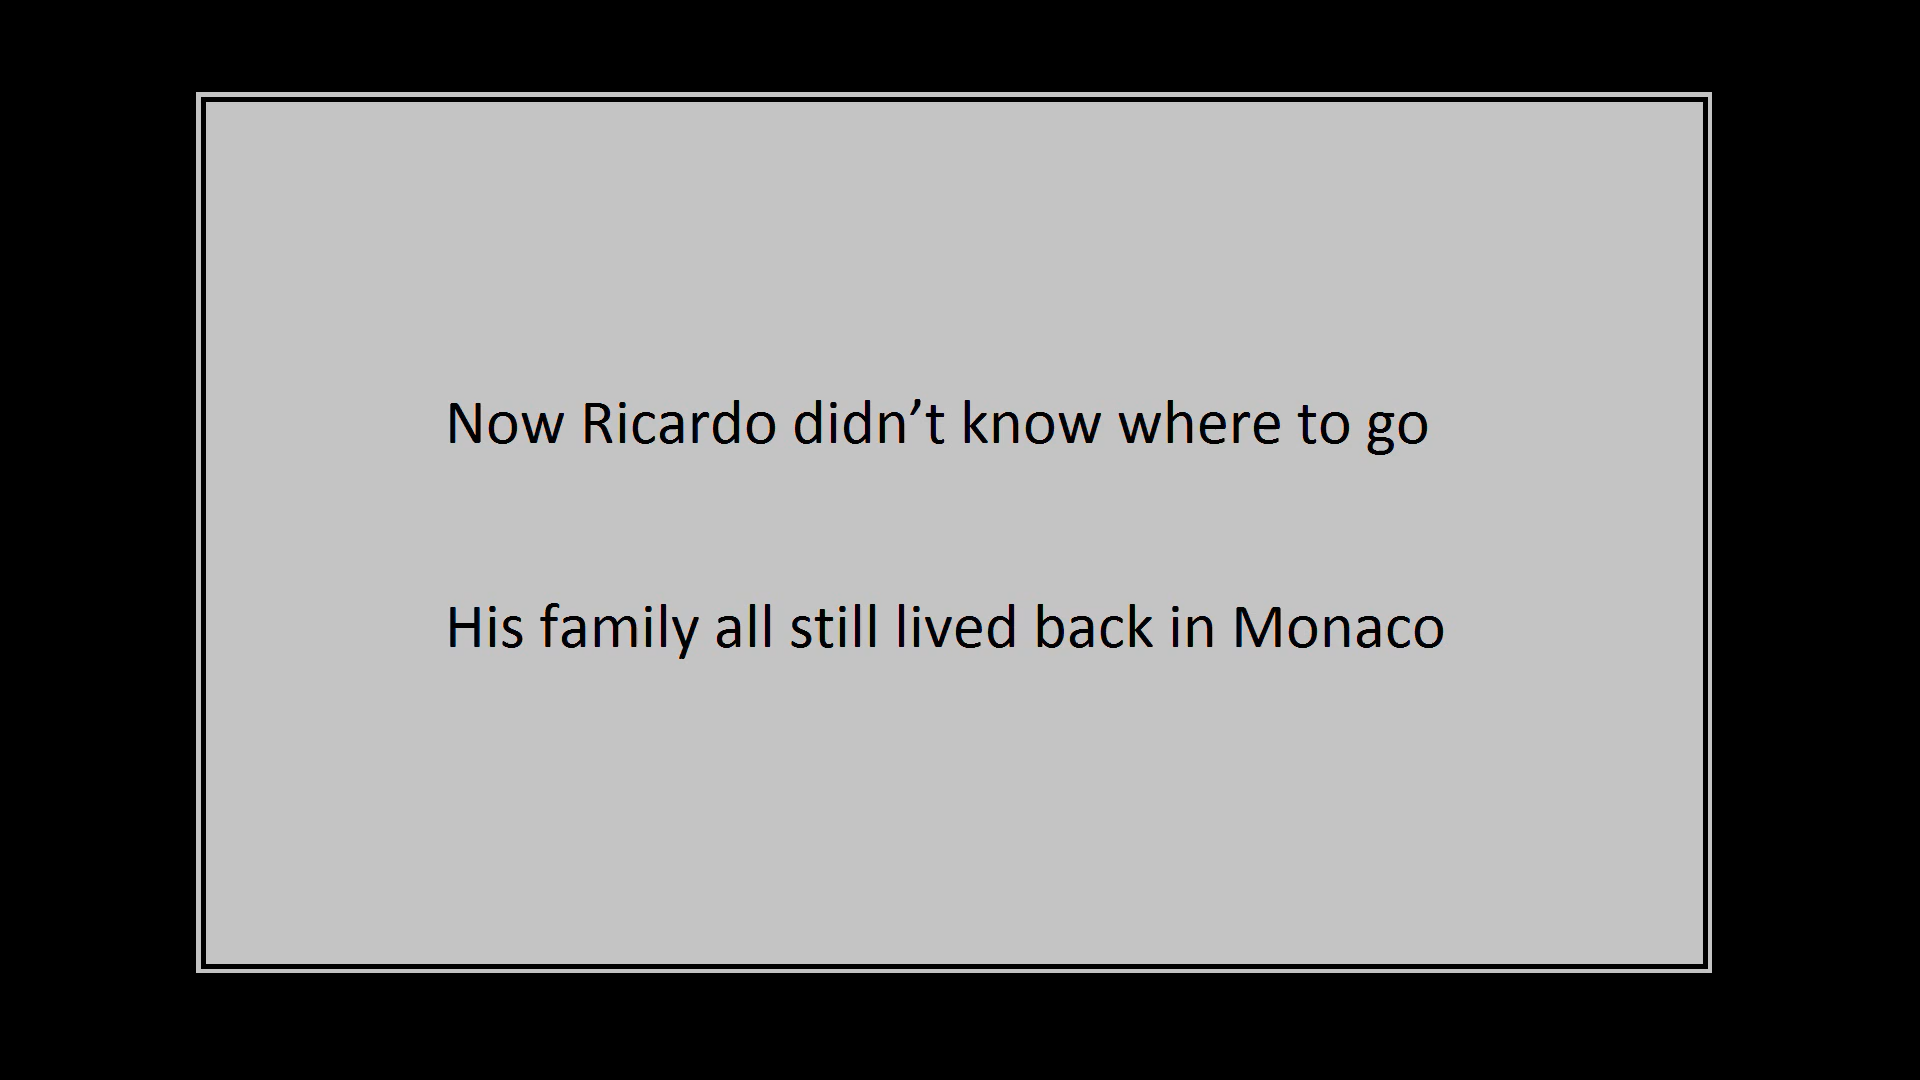 Now Ricardo didn’t know where to go
His family all still lived back in Monaco